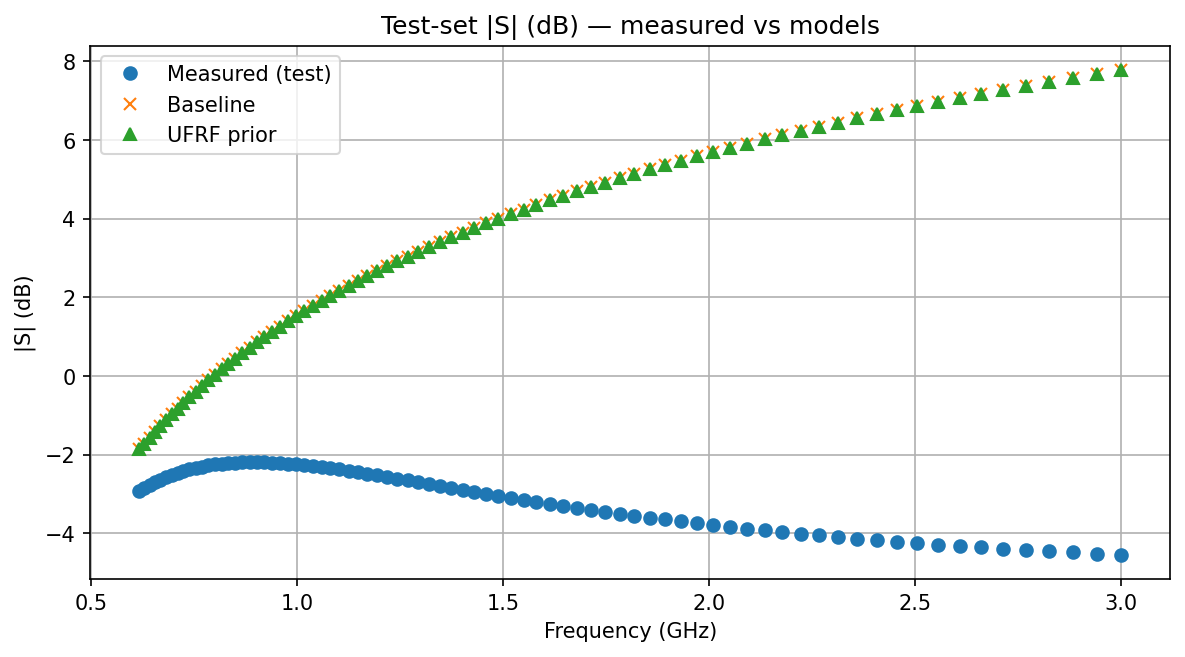 Test-set |S| (dB) — measured vs models
Measured (test)
Baseline
UFRF prior
|S| (dB)
8
6
4
2
0
−2
−4
0.5
1.0
1.5
2.0
2.5
3.0
Frequency (GHz)